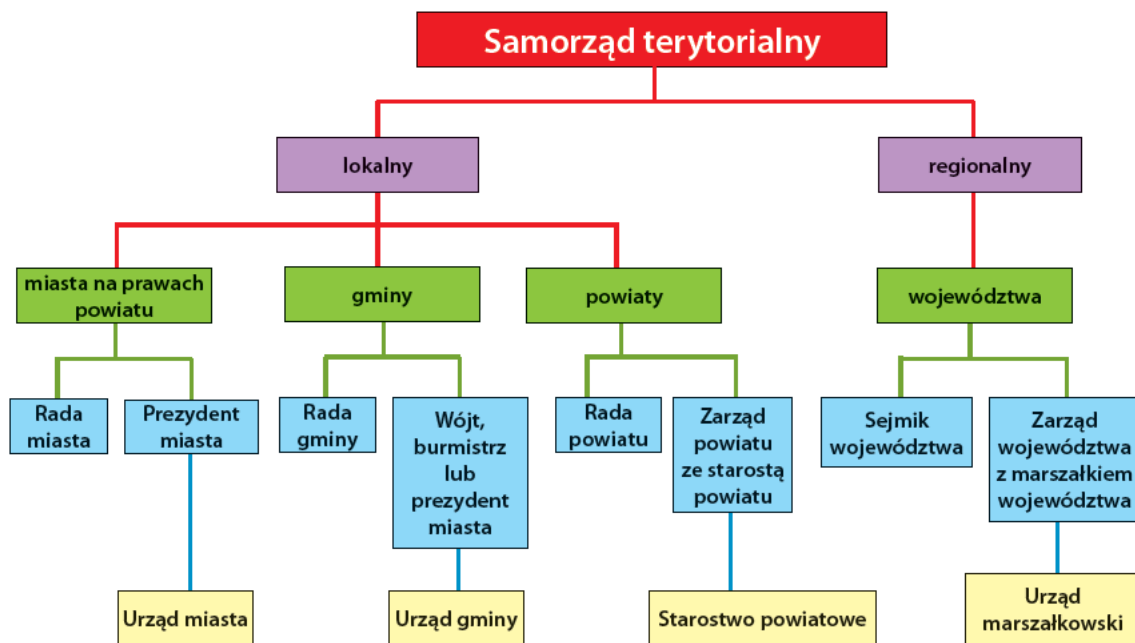 Samorząd terytorialny
lokalny
regionalny
miasta na prawach
powiatu
gminy
powiaty
województwa
Rada
miasta
Prezydent
miasta
Rada
gminy
Wójt,
burmistrz
lub
prezydent
miasta
Rada
powiatu
Zarząd
powiatu
ze starostą
powiatu
Sejmik
województwa
Zarząd
województwa
z marszałkiem
województwa
Urząd miasta
Urząd gminy
Starostwo powiatowe
Urząd
marszałkowski